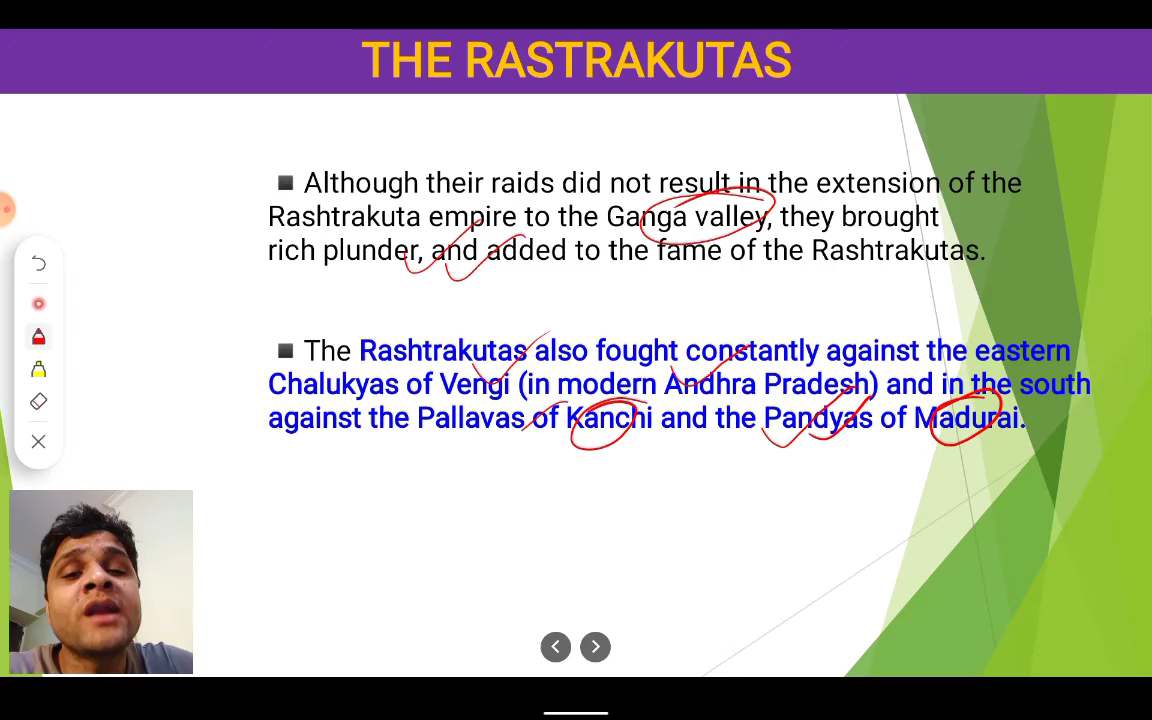 THE RASTRAKUTAS
▪ Although their raids did not result in the extension of the
Rashtrakuta empire to the Ganga valley, they brought
rich plunder, and added to the fame of the Rashtrakutas.
▪ The Rashtrakutas also fought constantly against the eastern
Chalukyas of Vengi (in modern Andhra Pradesh) and in the south
against the Pallavas of Kanchi and the Pandyas of Madurai.